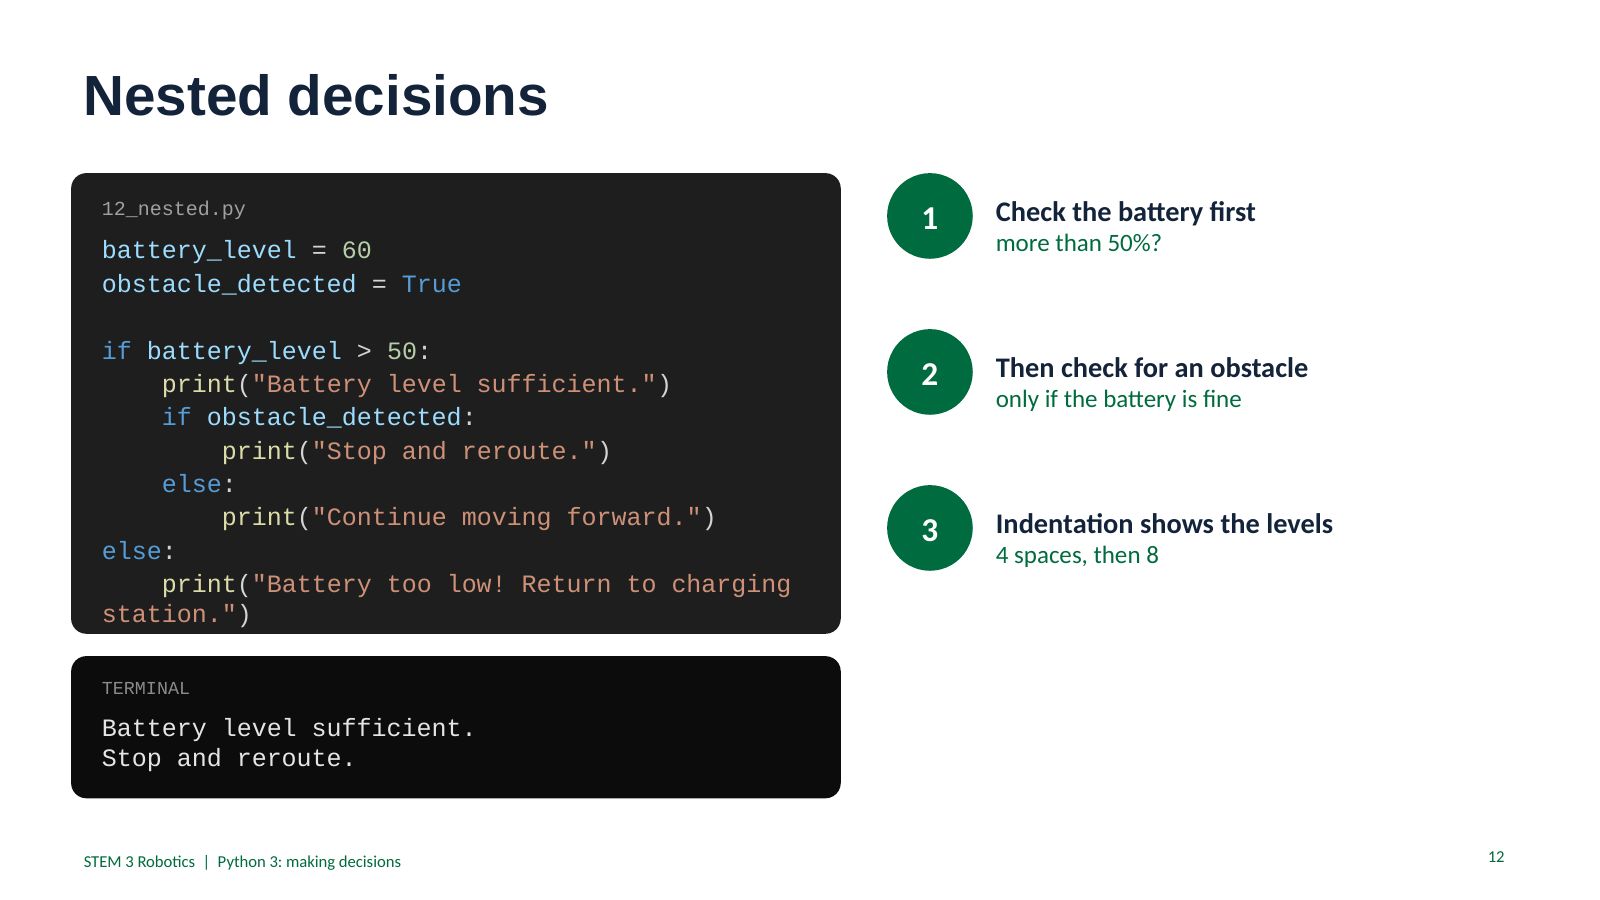 Nested decisions
12_nested.py
battery_level = 60
obstacle_detected = True
if battery_level > 50:
    print("Battery level sufficient.")
    if obstacle_detected:
        print("Stop and reroute.")
    else:
        print("Continue moving forward.")
else:
    print("Battery too low! Return to charging
station.")
TERMINAL
Battery level sufficient.
Stop and reroute.
1
Check the battery first
more than 50%?
2
Then check for an obstacle
only if the battery is fine
3
Indentation shows the levels
4 spaces, then 8
STEM 3 Robotics | Python 3: making decisions
12